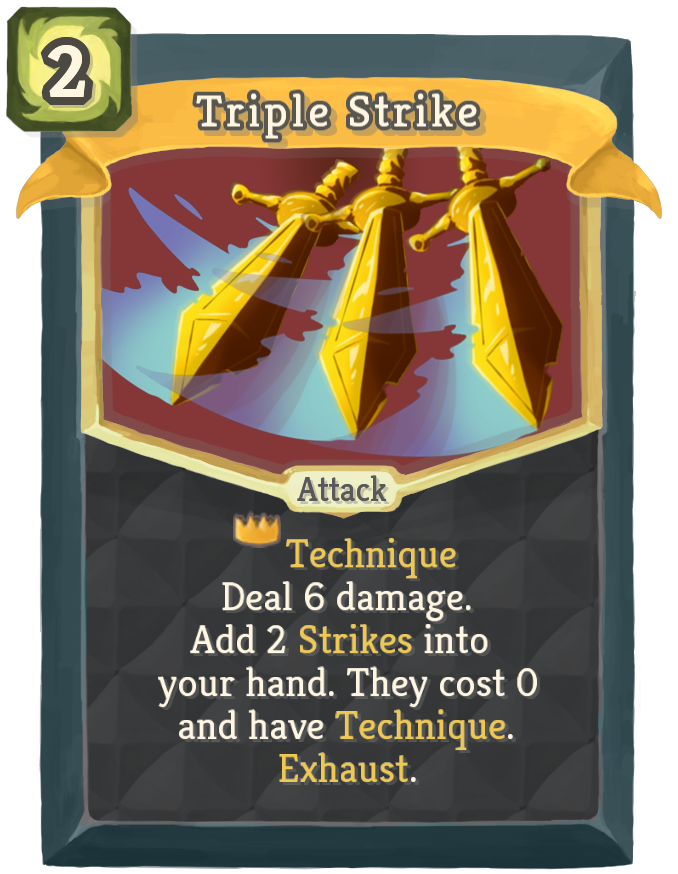 2
Triple Strike
Attack
Technique
Deal 6 damage.
Add 2 Strikes into
your hand. They cost 0
and have Technique.
Exhaust.